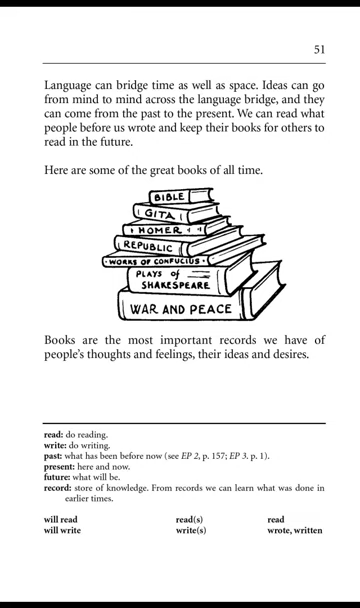 51
Language can bridge time as well as space. Ideas can go
from mind to mind across the language bridge, and they
can come from the past to the present. We can read what
people before us wrote and keep their books for others to
read in the future.
Here are some of the great books of all time.
BIBLE
GITA
HOMER
REPUBLIC
WORKS OF CONFUCIUS
PLAYS of
SHAKESPEARE
WAR AND PEACE
Books are the most important records we have of
people's thoughts and feelings, their ideas and desires.
read: do reading.
write: do writing.
past: what has been before now (see EP 2, p. 157; EP 3. p. 1).
present: here and now.
future: what will be.
record: store of knowledge. From records we can learn what was done in
earlier times.
will read read(s) read
will write write(s) wrote, written